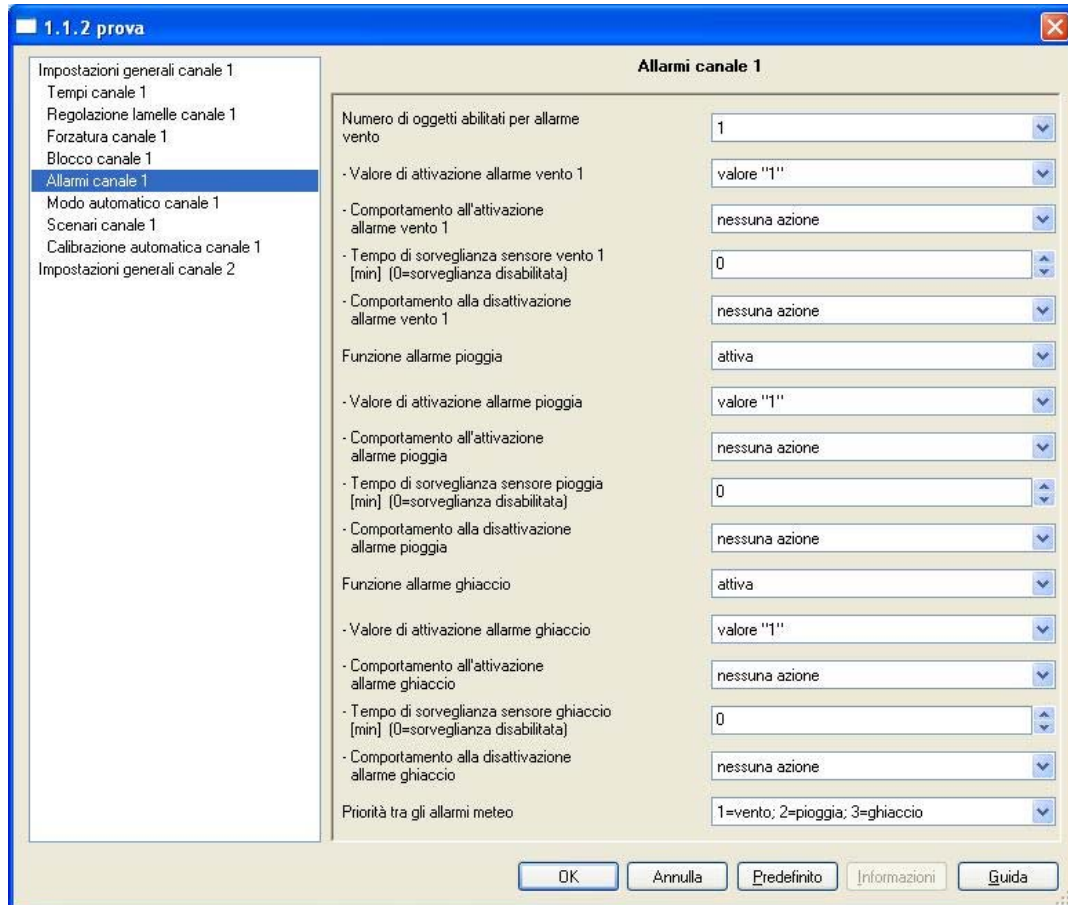 1.1.2 prova
Impostazioni generali canale 1
Tempi canale 1
Regolazione lamelle canale 1
Forzatura canale 1
Blocco canale 1
Allarmi canale 1
Modo automatico canale 1
Scenari canale 1
Calibrazione automatica canale 1
Impostazioni generali canale 2
Allarmi canale 1
Numero di oggetti abilitati per allarme
vento
1
- Valore di attivazione allarme vento 1
valore "1"
- Comportamento all'attivazione
allarme vento 1
nessuna azione
- Tempo di sorveglianza sensore vento 1
[min] (0=sorveglianza disabilitata)
0
- Comportamento alla disattivazione
allarme vento 1
nessuna azione
Funzione allarme pioggia
attiva
- Valore di attivazione allarme pioggia
valore "1"
- Comportamento all'attivazione
allarme pioggia
nessuna azione
- Tempo di sorveglianza sensore pioggia
[min] (0=sorveglianza disabilitata)
0
- Comportamento alla disattivazione
allarme pioggia
nessuna azione
Funzione allarme ghiaccio
attiva
- Valore di attivazione allarme ghiaccio
valore "1"
- Comportamento all'attivazione
allarme ghiaccio
nessuna azione
- Tempo di sorveglianza sensore ghiaccio
[min] (0=sorveglianza disabilitata)
0
- Comportamento alla disattivazione
allarme ghiaccio
nessuna azione
Priorità tra gli allarmi meteo
1=vento; 2=pioggia; 3=ghiaccio
OK
Annulla
Predefinito
Informazioni
Guida